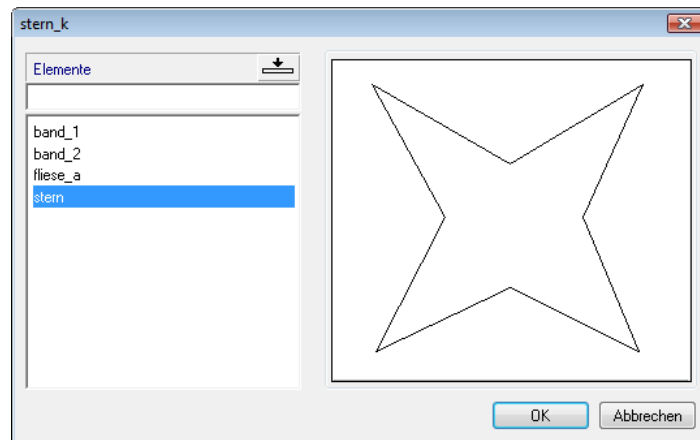 stern_k
Elemente
band_1
band_2
fliese_a
stern
OK
Abbrechen